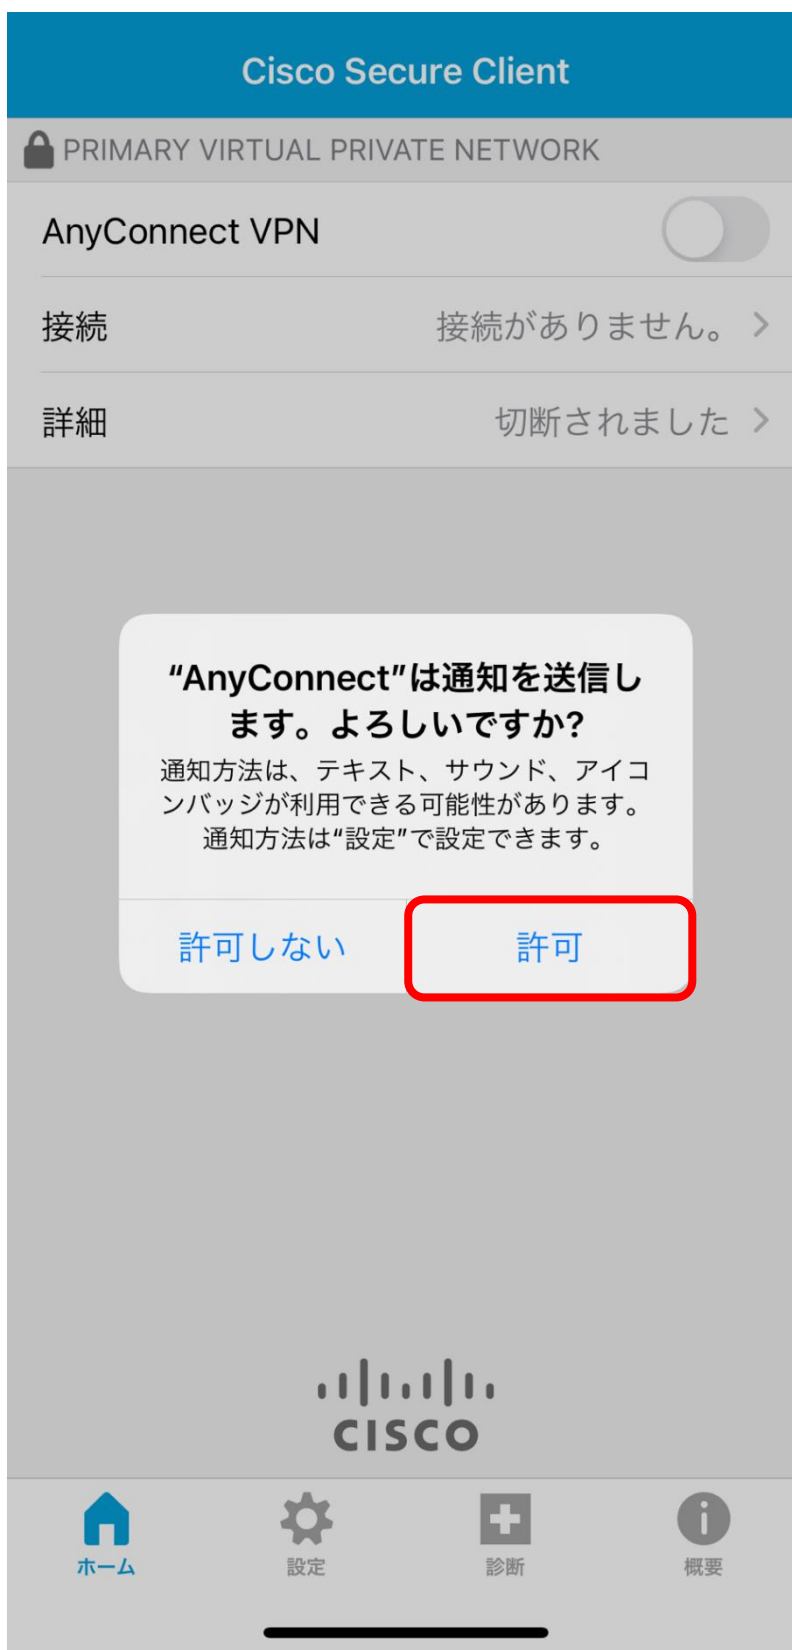 Cisco Secure Client
PRIMARY VIRTUAL PRIVATE NETWORK
AnyConnect VPN
接続 接続がありません。
詳細 切断されました
“AnyConnect”は通知を送信し
ます。よろしいですか?
通知方法は、テキスト、サウンド、アイコ
ンバッジが利用できる可能性があります。
通知方法は“設定”で設定できます。
許可しない 許可
CISCO
ホーム 設定 診断 概要